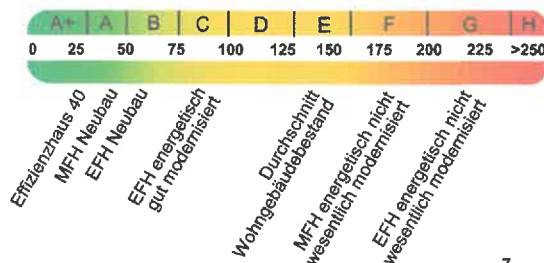 A+ A B C D E F G H
0 25 50 75 100 125 150 175 200 225 >250
Effizienzhaus 40
MFH Neubau
EFH Neubau
EFH energetisch
gut modernisiert
Durchschnitt
Wohngebäudebestand
MFH energetisch nicht
wesentlich modernisiert
EFH energetisch nicht
wesentlich modernisiert
7